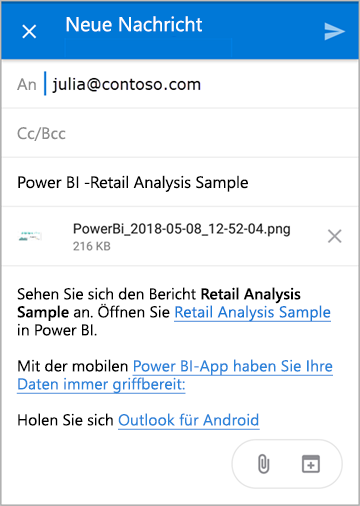 Neue Nachricht
An julia@contoso.com
Cc/Bcc
Power BI -Retail Analysis Sample
PowerBi_2018-05-08_12-52-04.png
216 KB
Sehen Sie sich den Bericht Retail Analysis
Sample an. Öffnen Sie Retail Analysis Sample
in Power BI.
Mit der mobilen Power BI-App haben Sie Ihre
Daten immer griffbereit:
Holen Sie sich Outlook für Android